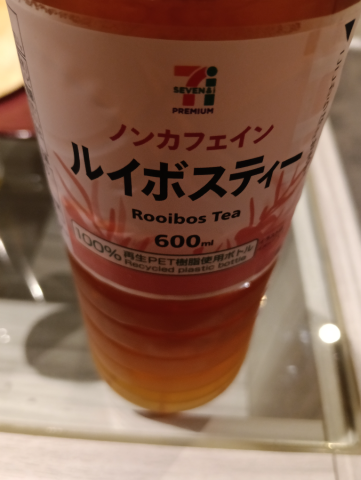 7i
SEVEN&i
PREMIUM
ノンカフェイン
ルイボスティー
Rooibos Tea
600ml
100% 再生PET樹脂使用ボトル
Recycled plastic bottle